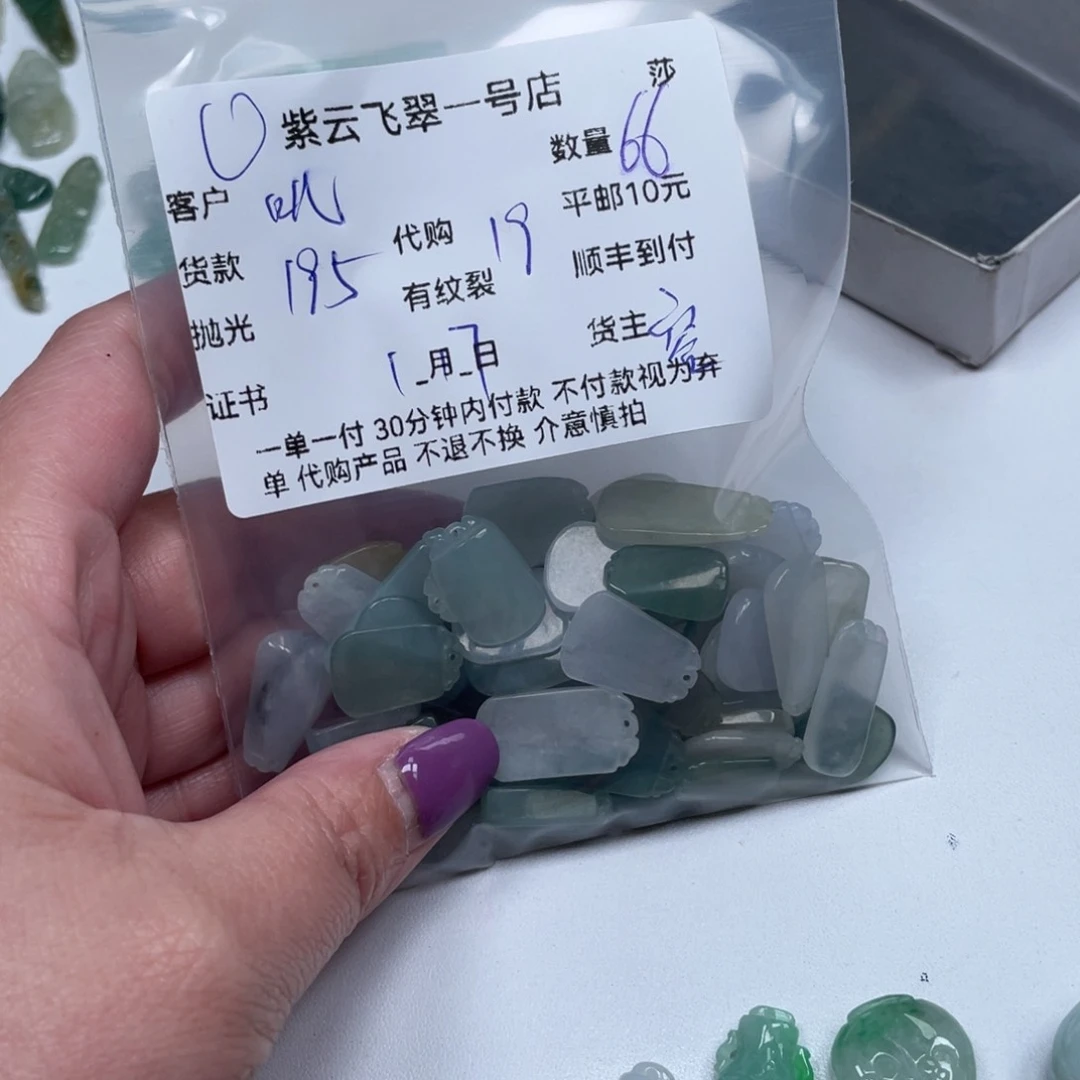 莎
紫云飞翠一号店
数量 66
客户
平邮10元
代购 19
货款 195
顺丰到付
有纹裂
抛光
货主
1月7日
证书
一单一付 30分钟内付款 不付款视为弃
单 代购产品 不退不换 介意慎拍